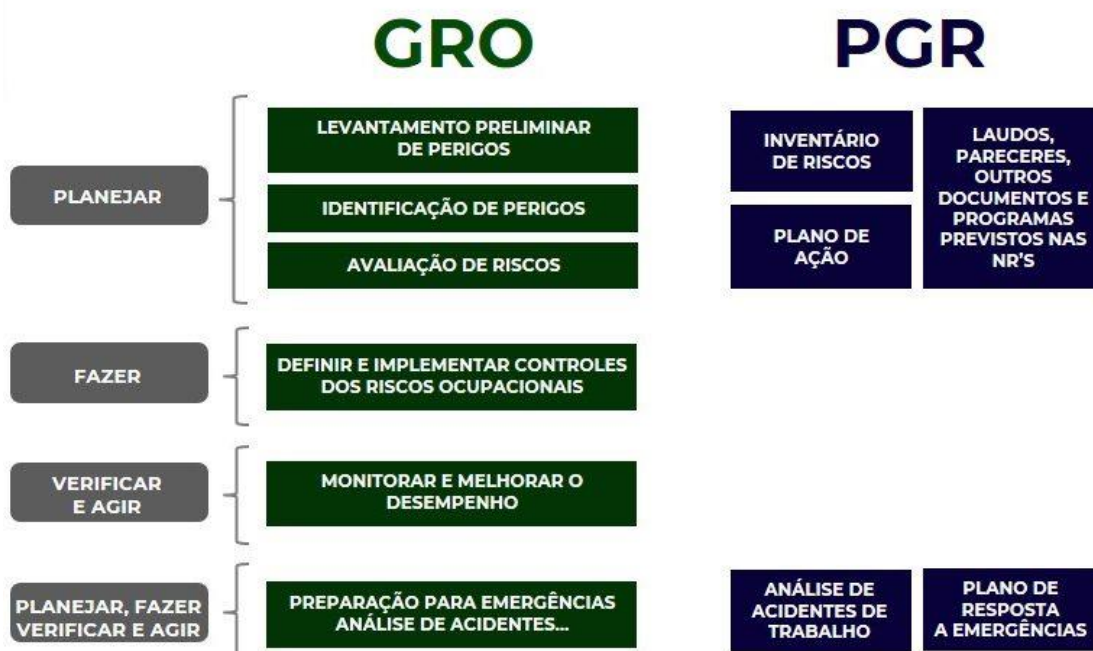 GRO
PGR
PLANEJAR
LEVANTAMENTO PRELIMINAR
DE PERIGOS
IDENTIFICAÇÃO DE PERIGOS
AVALIAÇÃO DE RISCOS
INVENTÁRIO
DE RISCOS
PLANO DE
AÇÃO
LAUDOS,
PARECERES,
OUTROS
DOCUMENTOS E
PROGRAMAS
PREVISTOS NAS
NR'S
FAZER
DEFINIR E IMPLEMENTAR CONTROLES
DOS RISCOS OCUPACIONAIS
VERIFICAR
E AGIR
MONITORAR E MELHORAR O
DESEMPENHO
PLANEJAR, FAZER
VERIFICAR E AGIR
PREPARAÇÃO PARA EMERGÊNCIAS
ANÁLISE DE ACIDENTES...
ANÁLISE DE
ACIDENTES DE
TRABALHO
PLANO DE
RESPOSTA
A EMERGÊNCIAS